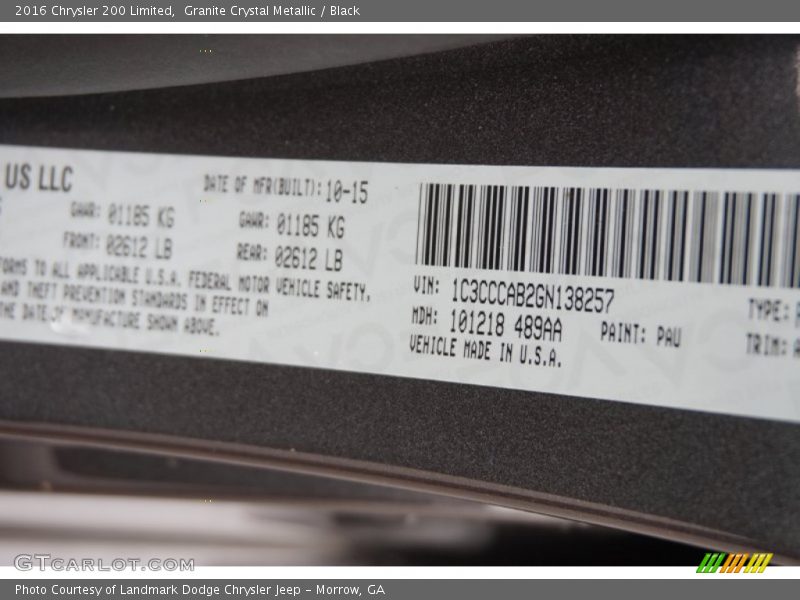 2016 Chrysler 200 Limited, Granite Crystal Metallic / Black
US LLC
DATE OF MFR(BUILT): 10-15
GAWR: 01185 KG
GAWR: 01185 KG
FRONT: 02612 LB
REAR: 02612 LB
TO ALL APPLICABLE U.S.A. FEDERAL MOTOR VEHICLE SAFETY,
AND THEFT PREVENTION STANDARDS IN EFFECT ON
THE DATE OF MANUFACTURE SHOWN ABOVE.
VIN: 1C3CCCAB2GN138257
TYPE:
MDH: 101218 489AA
PAINT: PAU
TRIM:
VEHICLE MADE IN U.S.A.
GTcarlot.com
Photo Courtesy of Landmark Dodge Chrysler Jeep - Morrow, GA